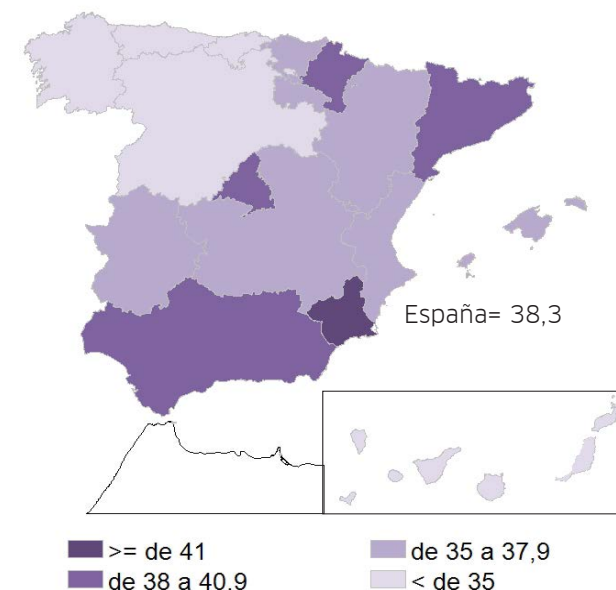 España= 38,3
>= de 41
de 35 a 37,9
de 38 a 40,9
< de 35